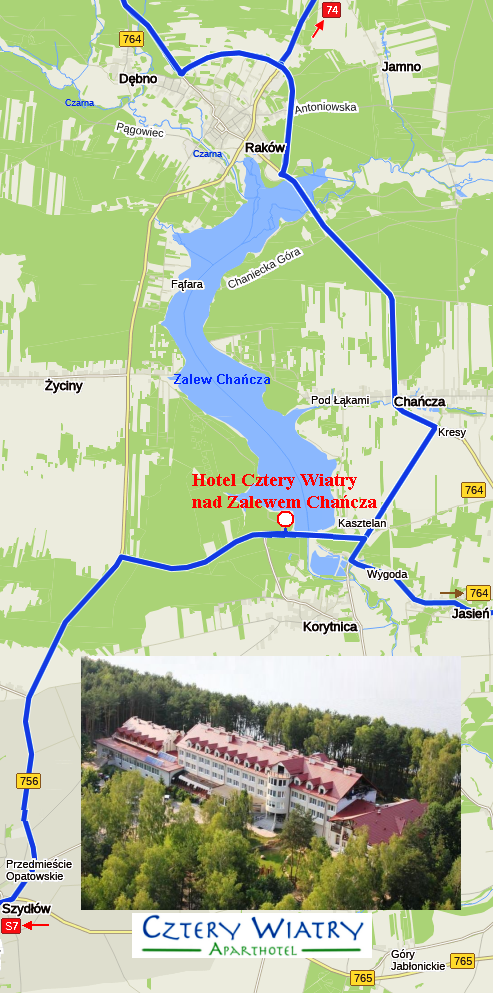 74
764
Jamno
Dębno
Czarna
Antoniowska
Pągowiec
Raków
Czarna
Chaniecka Góra
Fąfara
Zalew Chańcza
Życiny
Pod Łąkami
Chańcza
Kresy
Hotel Cztery Wiatry
nad Zalewem Chańcza
764
Kasztelan
Wygoda
764
Jasień
Korytnica
756
Przedmieście
Opatowskie
Szydłów
S7
CZTERY WIATRY
APARTHOTEL
Góry
Jabłonickie
765
765